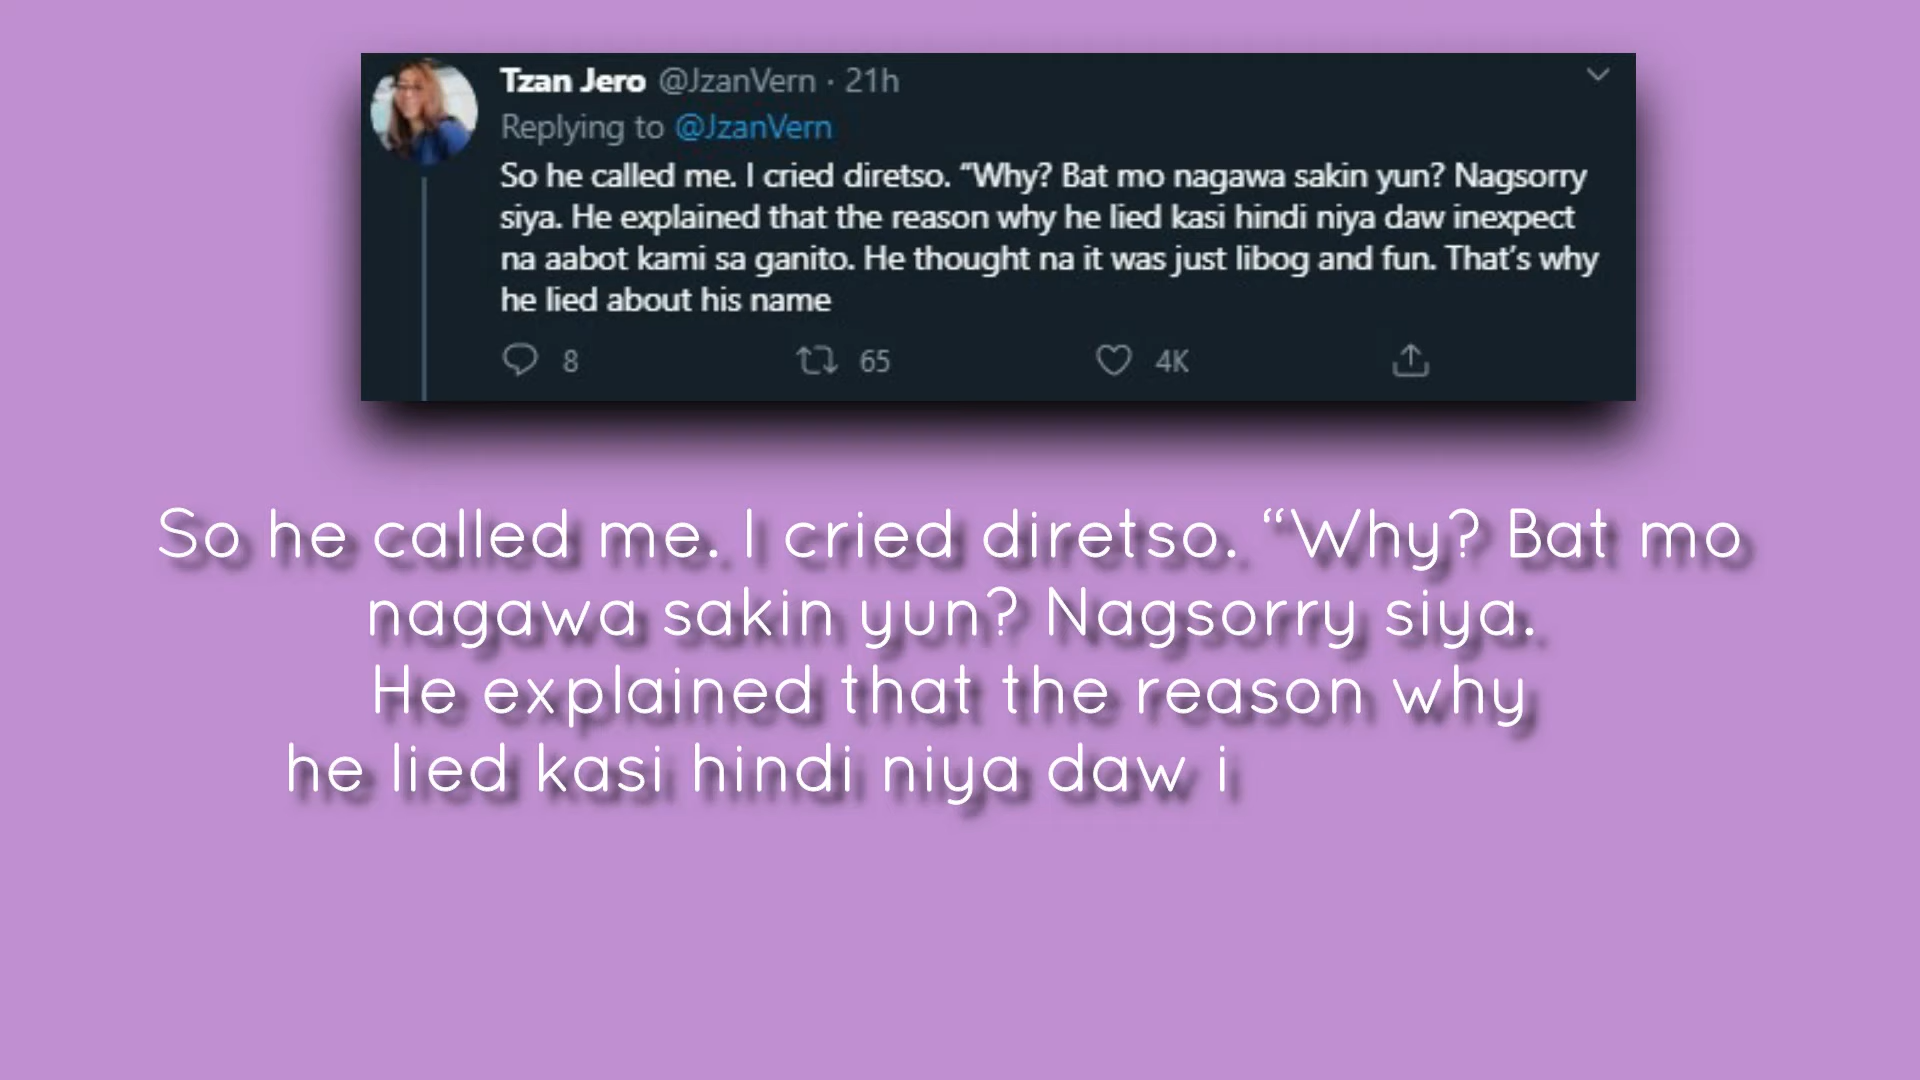 Tzan Jero @JzanVern · 21h
Replying to @JzanVern
So he called me. I cried diretso. “Why? Bat mo nagawa sakin yun? Nagsorry
siya. He explained that the reason why he lied kasi hindi niya daw inexpect
na aabot kami sa ganito. He thought na it was just libog and fun. That’s why
he lied about his name
8 65 4K
So he called me. I cried diretso. “Why? Bat mo
nagawa sakin yun? Nagsorry siya.
He explained that the reason why
he lied kasi hindi niya daw i